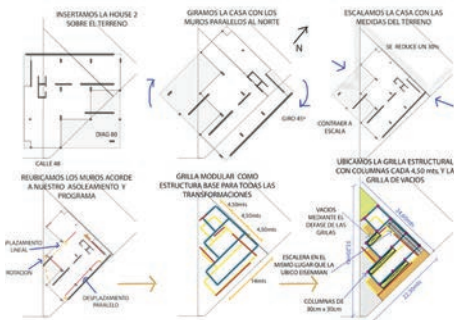 INSERTAMOS LA HOUSE 2
SOBRE EL TERRENO
DIAG 80
CALLE 48
GIRAMOS LA CASA CON LOS
MUROS PARALELOS AL NORTE
N
GIRO 45º
ESCALAMOS LA CASA CON LAS
MEDIDAS DEL TERRENO
SE REDUCE UN 30%
CONTRAER A
ESCALA
REUBICAMOS LOS MUROS ACORDE
A NUESTRO ASOLEAMIENTO Y
PROGRAMA
PLAZAMIENTO
LINEAL
ROTACION
DESPLAZAMIENTO
PARALELO
GRILLA MODULAR COMO
ESTRUCTURA BASE PARA TODAS LAS
TRANSFORMACIONES
4,50mts
4,50mts
4,50mts
14mts
UBICAMOS LA GRILLA ESTRUCTURAL
CON COLUMNAS CADA 4,50 mts, Y LA
GRILLA DE VACIOS
VACIOS
MEDIANTE EL
DEFASE DE LAS
GRILAS
ESCALERA EN EL
MISMO LUGAR QUE LA
UBICO EISENMAN
COLUMNAS DE
30cm x 30cm